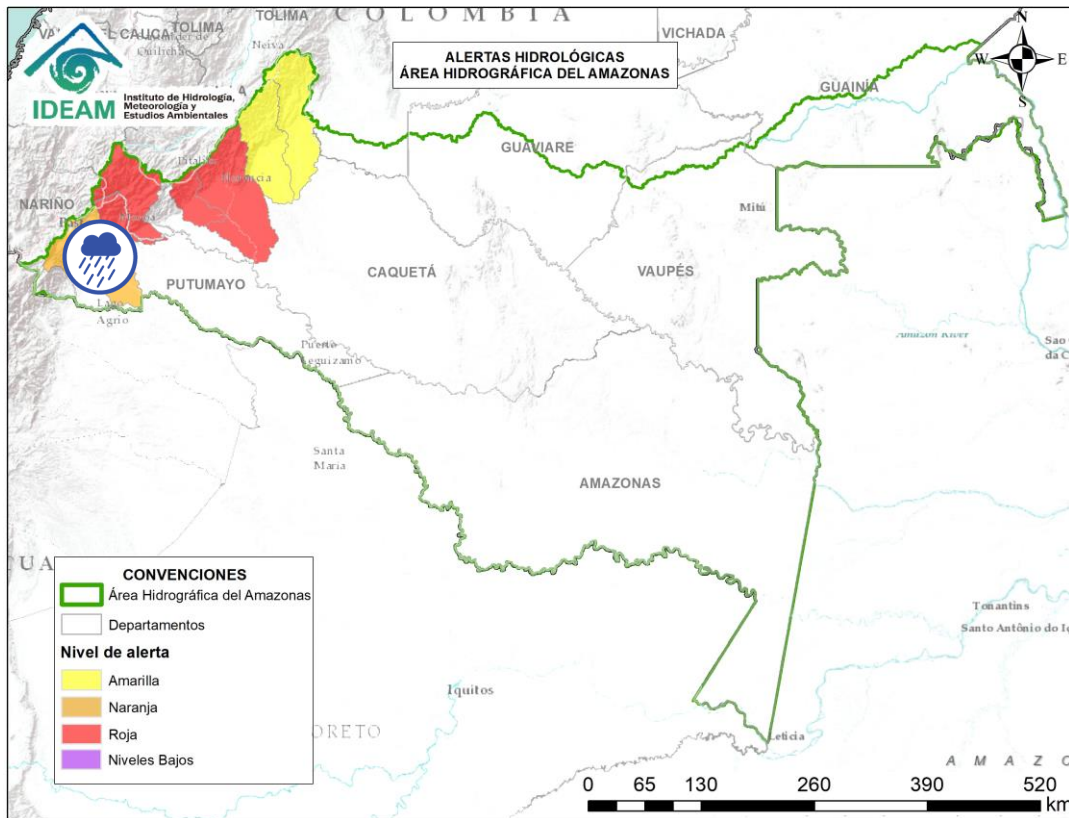 COLOMBIA
TOLIMA
VICHADA
CAUCA
TOLIMA
Neiva
IDEAM
Instituto de Hidrología,
Meteorología y
Estudios Ambientales
ALERTAS HIDROLÓGICAS
ÁREA HIDROGRÁFICA DEL AMAZONAS
N
W
E
S
GUAINÍA
GUAVIARE
NARIÑO
Mitú
CAQUETÁ
VAUPÉS
PUTUMAYO
Lago
Agrio
Puerto
Amazon River
Santa
Maria
AMAZONAS
CONVENCIONES
Área Hidrográfica del Amazonas
Departamentos
Nivel de alerta
Amarilla
Naranja
Roja
Niveles Bajos
Tonantins
Santo Antônio do
Iquitos
Leticia
0 65 130 260 390 520
km